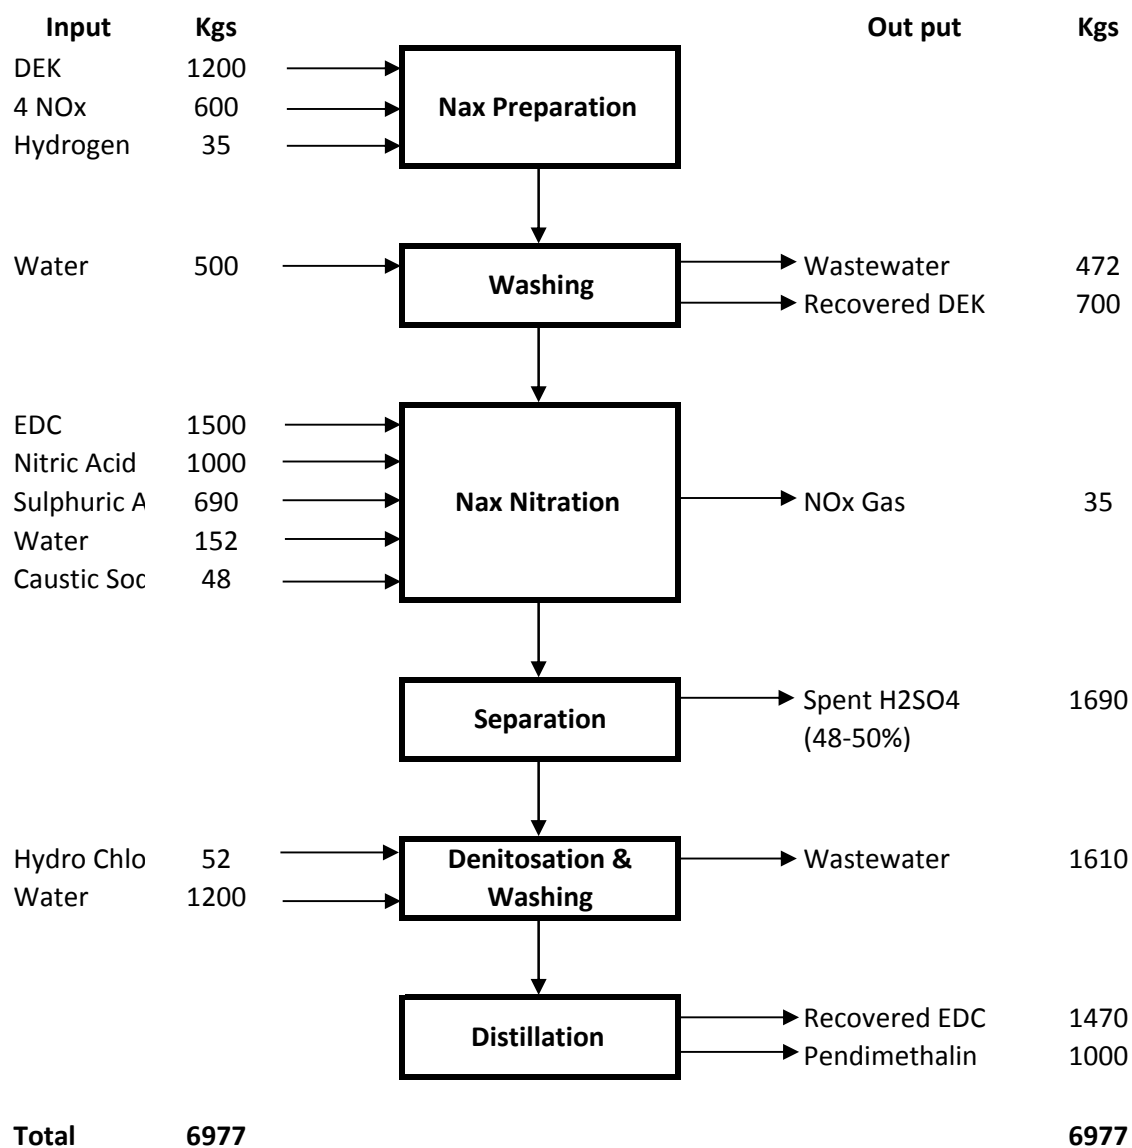 Input Kgs Out put Kgs
DEK 1200
4 NOx 600
Hydrogen 35
Nax Preparation
Water 500
Washing
Wastewater 472
Recovered DEK 700
EDC 1500
Nitric Acid 1000
Sulphuric A 690
Water 152
Caustic Soc 48
Nax Nitration
NOx Gas 35
Separation
Spent H2SO4 1690
(48-50%)
Hydro Chlo 52
Water 1200
Denitosation &
Washing
Wastewater 1610
Distillation
Recovered EDC 1470
Pendimethalin 1000
Total 6977 6977